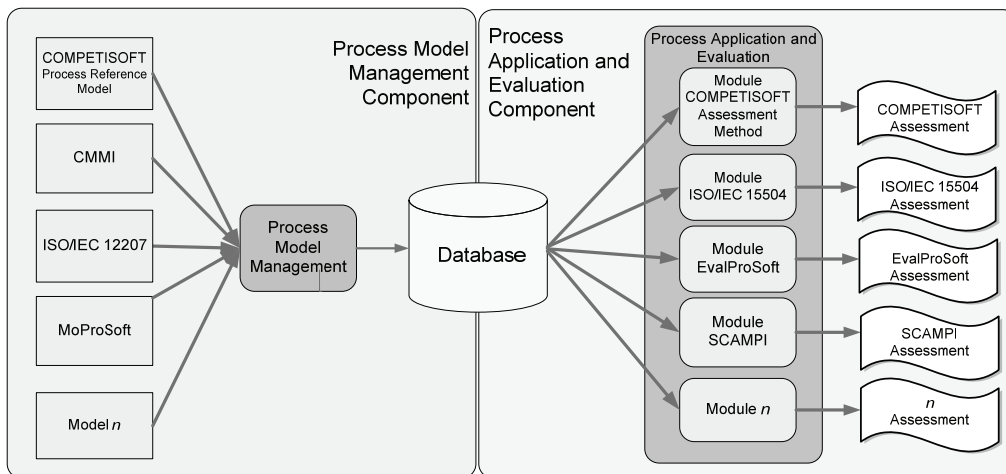 COMPETISOFT
Process Reference
Model
CMMI
ISO/IEC 12207
MoProSoft
Model n
Process Model
Management
Component
Process
Model
Management
Database
Process
Application and
Evaluation
Component
Process Application and
Evaluation
Module
COMPETISOFT
Assessment
Method
Module
ISO/IEC 15504
Module
EvalProSoft
Module
SCAMPI
Module n
COMPETISOFT
Assessment
ISO/IEC 15504
Assessment
EvalProSoft
Assessment
SCAMPI
Assessment
n
Assessment